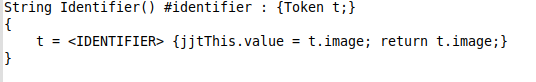 String Identifier() #identifier : {Token t;}
{
    t = <IDENTIFIER> {jjtThis.value = t.image; return t.image;}
}